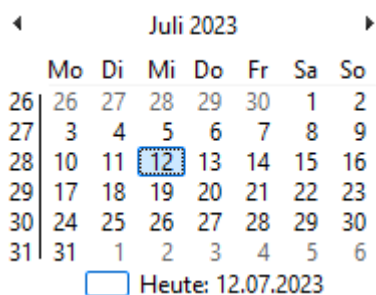 Juli 2023
Mo Di Mi Do Fr Sa So
26 26 27 28 29 30 1 2
27 3 4 5 6 7 8 9
28 10 11 12 13 14 15 16
29 17 18 19 20 21 22 23
30 24 25 26 27 28 29 30
31 31 1 2 3 4 5 6
Heute: 12.07.2023